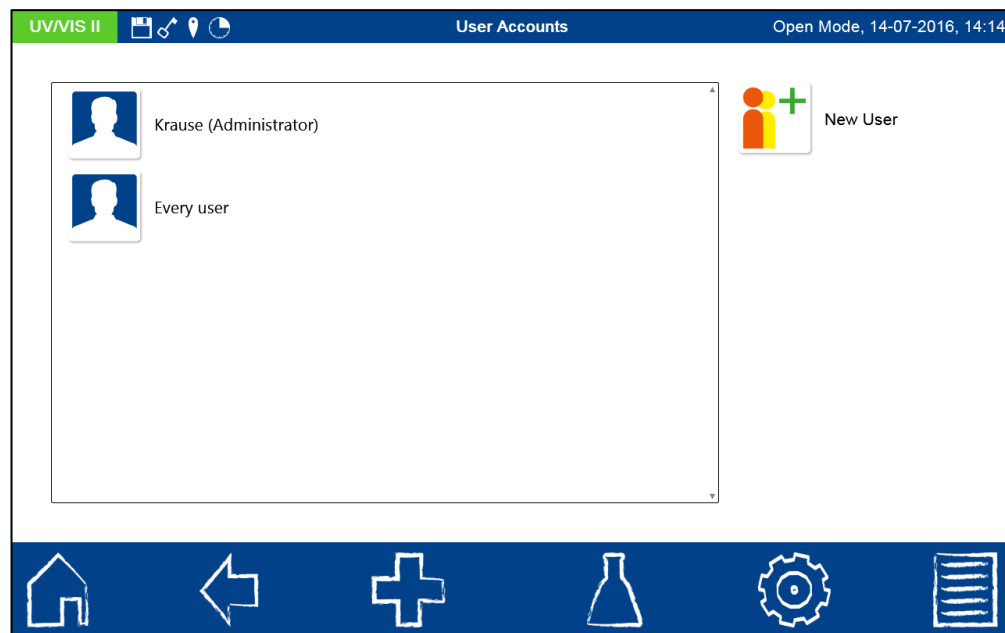 UV/VIS II User Accounts Open Mode, 14-07-2016, 14:14
Krause (Administrator)
New User
Every user